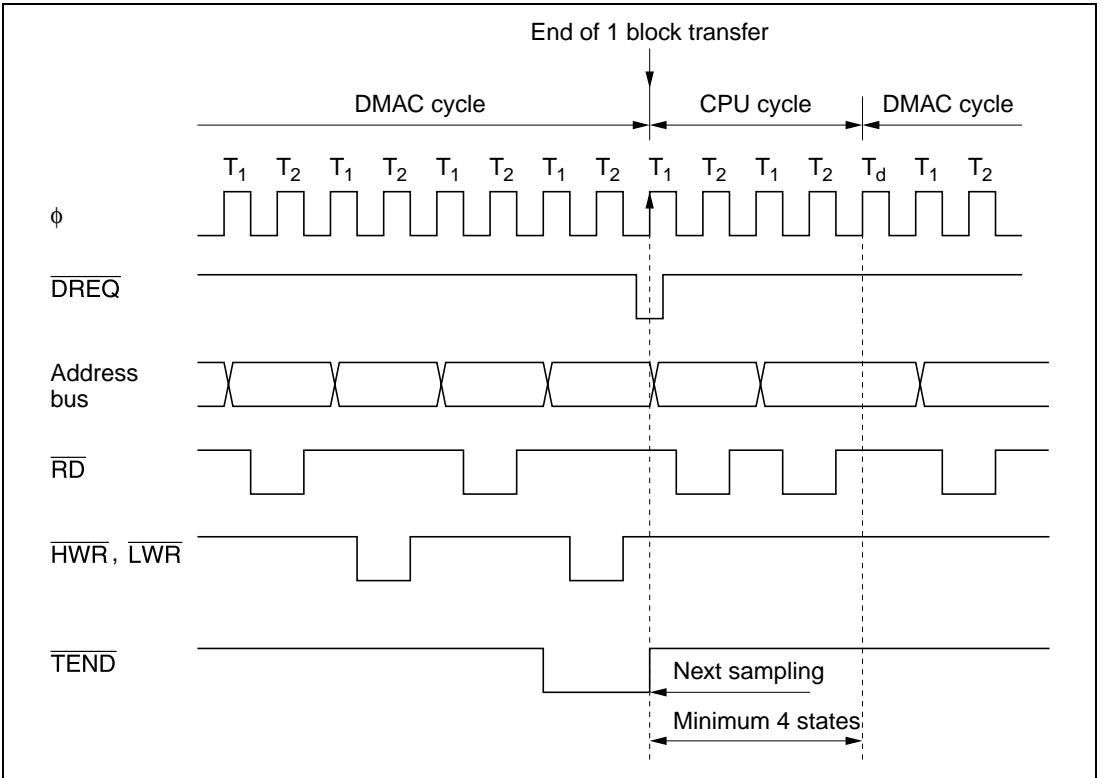 End of 1 block transfer
DMAC cycle CPU cycle DMAC cycle
T1 T2 T1 T2 T1 T2 T1 T2 T1 T2 T1 T2 Td T1 T2
ϕ
DREQ
Address
bus
RD
HWR, LWR
TEND
Next sampling
Minimum 4 states